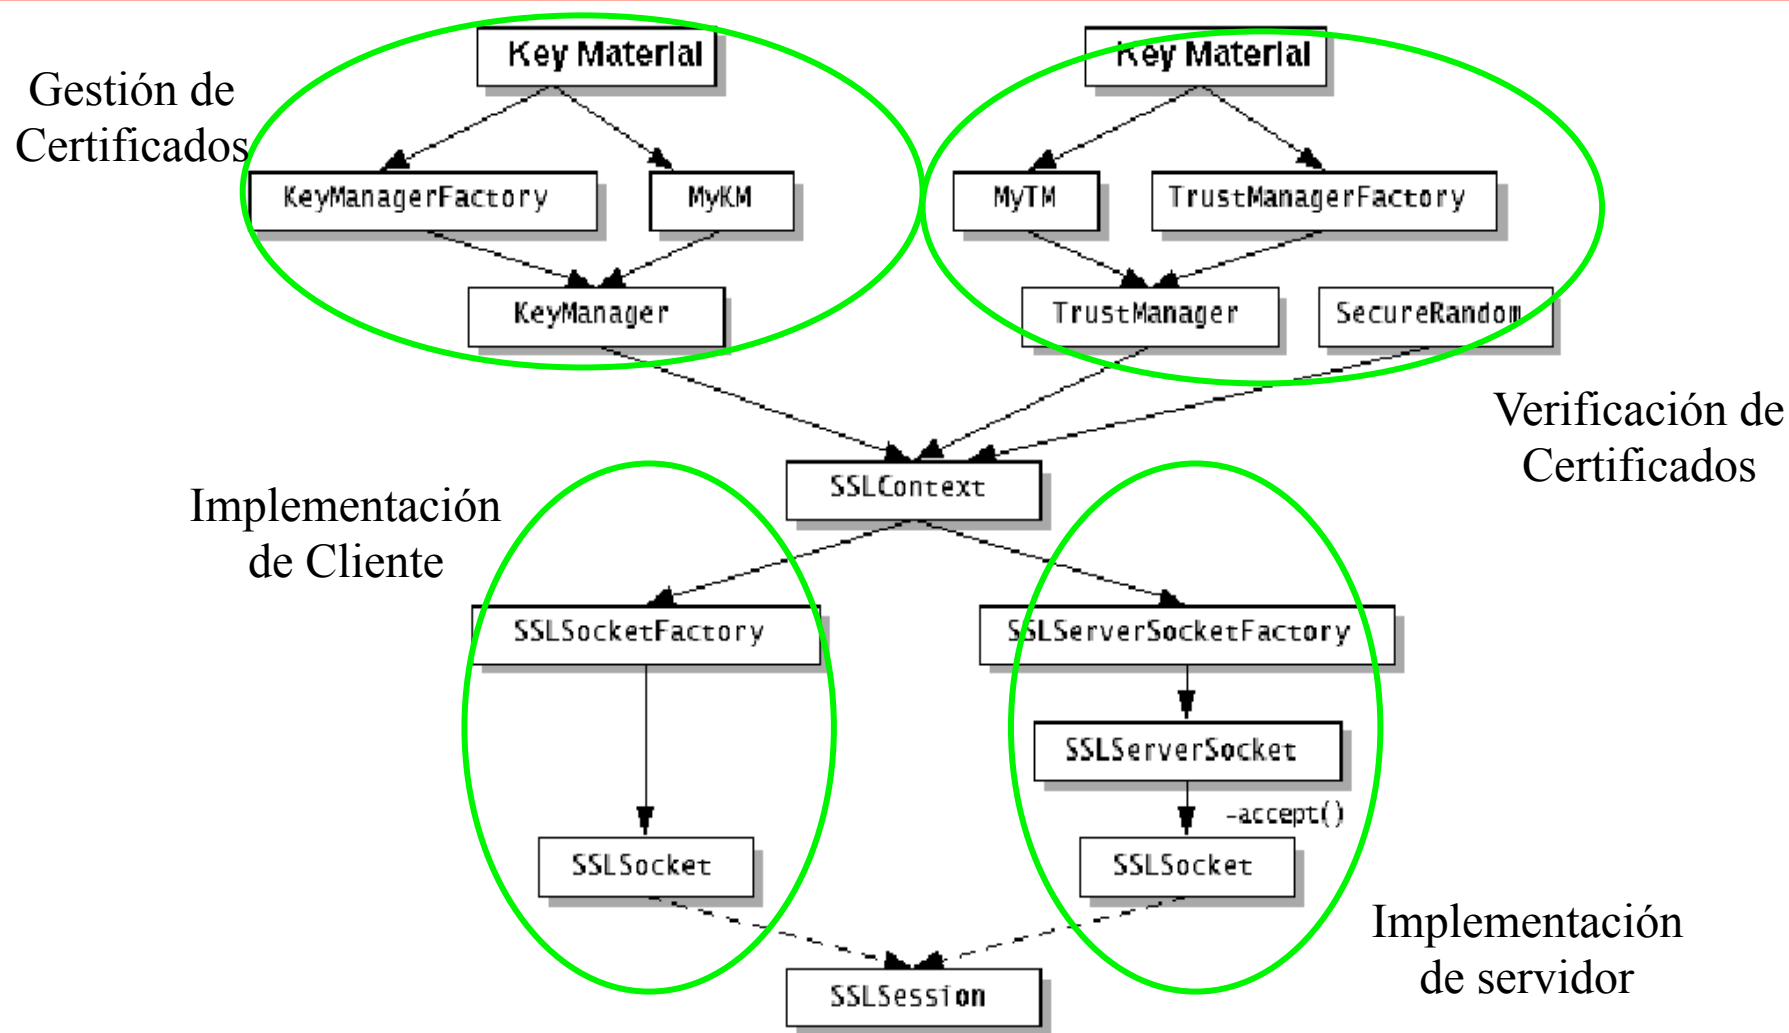 Key Material
Key Material
Gestión de
Certificados
KeyManagerFactory
MyKM
MyTM
TrustManagerFactory
KeyManager
TrustManager
SecureRandom
Verificación de
Certificados
SSLContext
Implementación
de Cliente
SSLSocketFactory
SSLServerSocketFactory
SSLServerSocket
-accept()
SSLSocket
SSLSocket
Implementación
de servidor
SSLSession